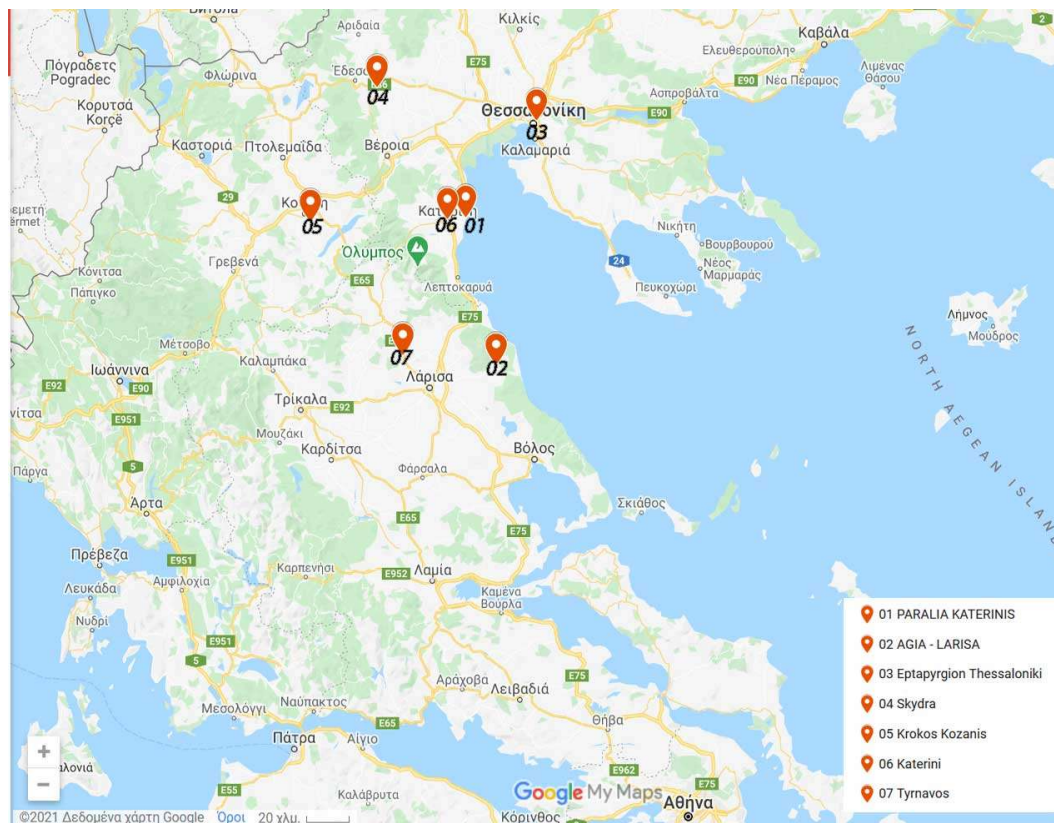 Βίτολα
Πόγραδετς
Pogradec
Κορυτσά
Korçë
Φλώρινα
Αριδαία
Έδεσσα
04
Κιλκίς
E75
Καβάλα
2
Ελευθερούπολη
Νέα Πέραμος
E90
Λιμένας
Θάσου
Ασπροβάλτα
E90
Θεσσαλονίκη
03
Καλαμαριά
Καστοριά
Πτολεμαΐδα
Βέροια
29
05
06
01
Όλυμπος
Γρεβενά
E65
Λεπτοκαρυά
E75
24
Νικήτη
Βουρβουρού
Νέος
Μαρμαράς
Πευκοχώρι
Κόνιτσα
Πάπιγκο
Λήμνος
Μούδρος
NORTH AEGEAN ISLAND
Μέτσοβο
Καλαμπάκα
07
02
Λάρισα
Ιωάννινα
E92
E90
E951
Τρίκαλα
E92
Μουζάκι
Καρδίτσα
Φάρσαλα
Βόλος
Σκιάθος
5
Πάργα
Άρτα
E65
E75
Πρέβεζα
E951
Αμφιλοχία
Καρπενήσι
E952
Λαμία
Καμένα
Βούρλα
Λευκάδα
Νυδρί
E951
5
Μεσολόγγι
Ναύπακτος
E65
Αράχοβα
Λειβαδιά
E75
Θήβα
Πάτρα
Αίγιο
E962
E75
E55
Καλάβρυτα
Κόρινθος
Αθήνα
01 PARALIA KATERINIS
02 AGIA - LARISA
03 Eptapyrgion Thessaloniki
04 Skydra
05 Krokos Kozanis
06 Katerini
07 Tyrnavos
+
−
Google My Maps
©2021 Δεδομένα χάρτη Google Όροι 20 χλμ.